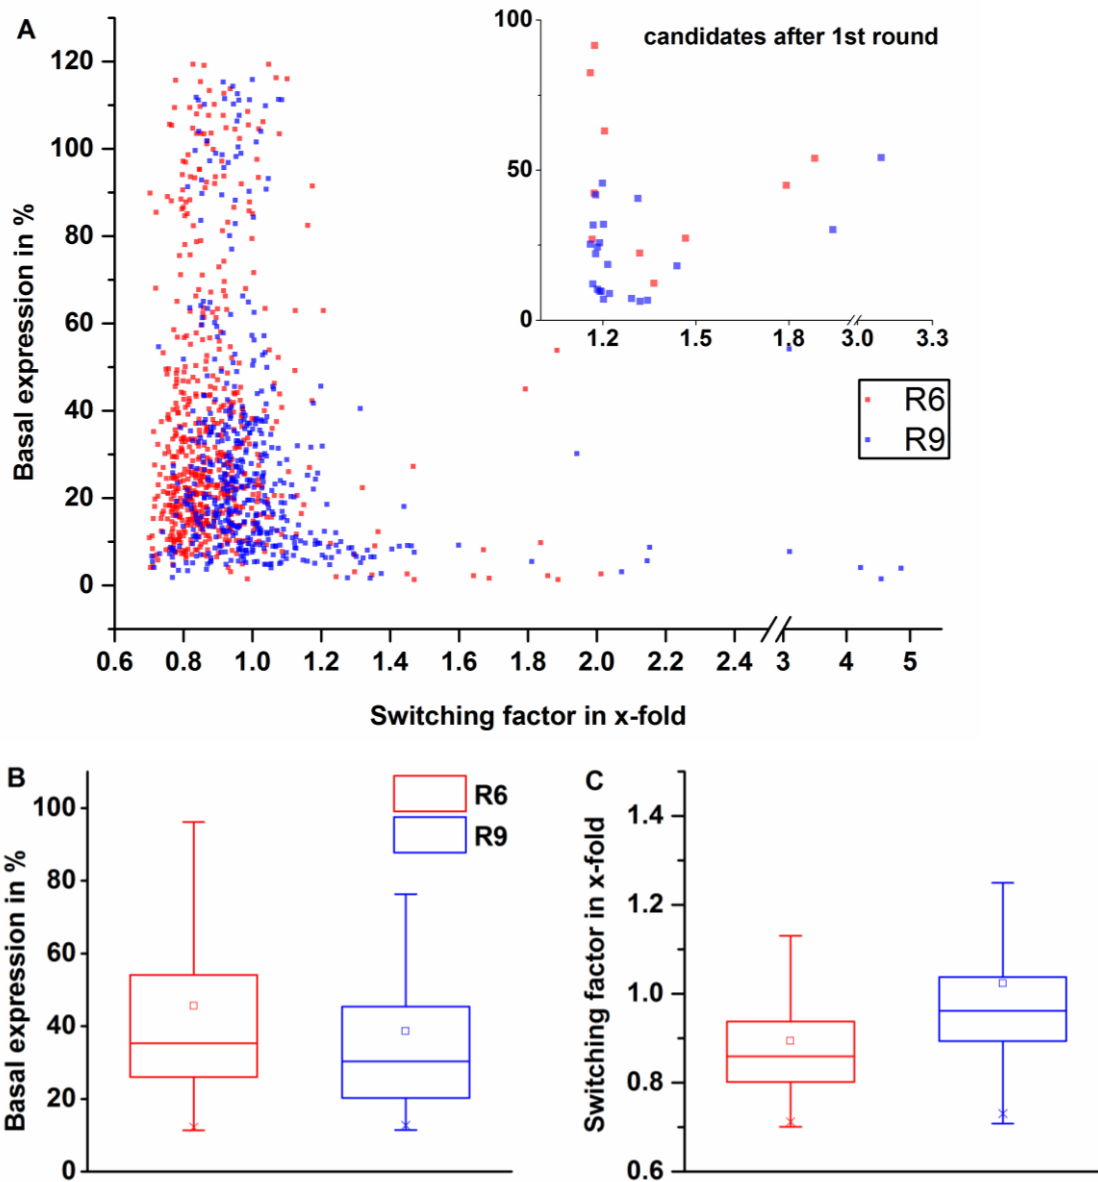 A
candidates after 1st round
100
50
0
1.2 1.5 1.8 3.0 3.3
Basal expression in %
120
100
80
60
40
20
0
R6
R9
0.6 0.8 1.0 1.2 1.4 1.6 1.8 2.0 2.2 2.4 3 4 5
Switching factor in x-fold
B
Basal expression in %
100
80
60
40
20
0
R6
R9
C
Switching factor in x-fold
1.4
1.2
1.0
0.8
0.6